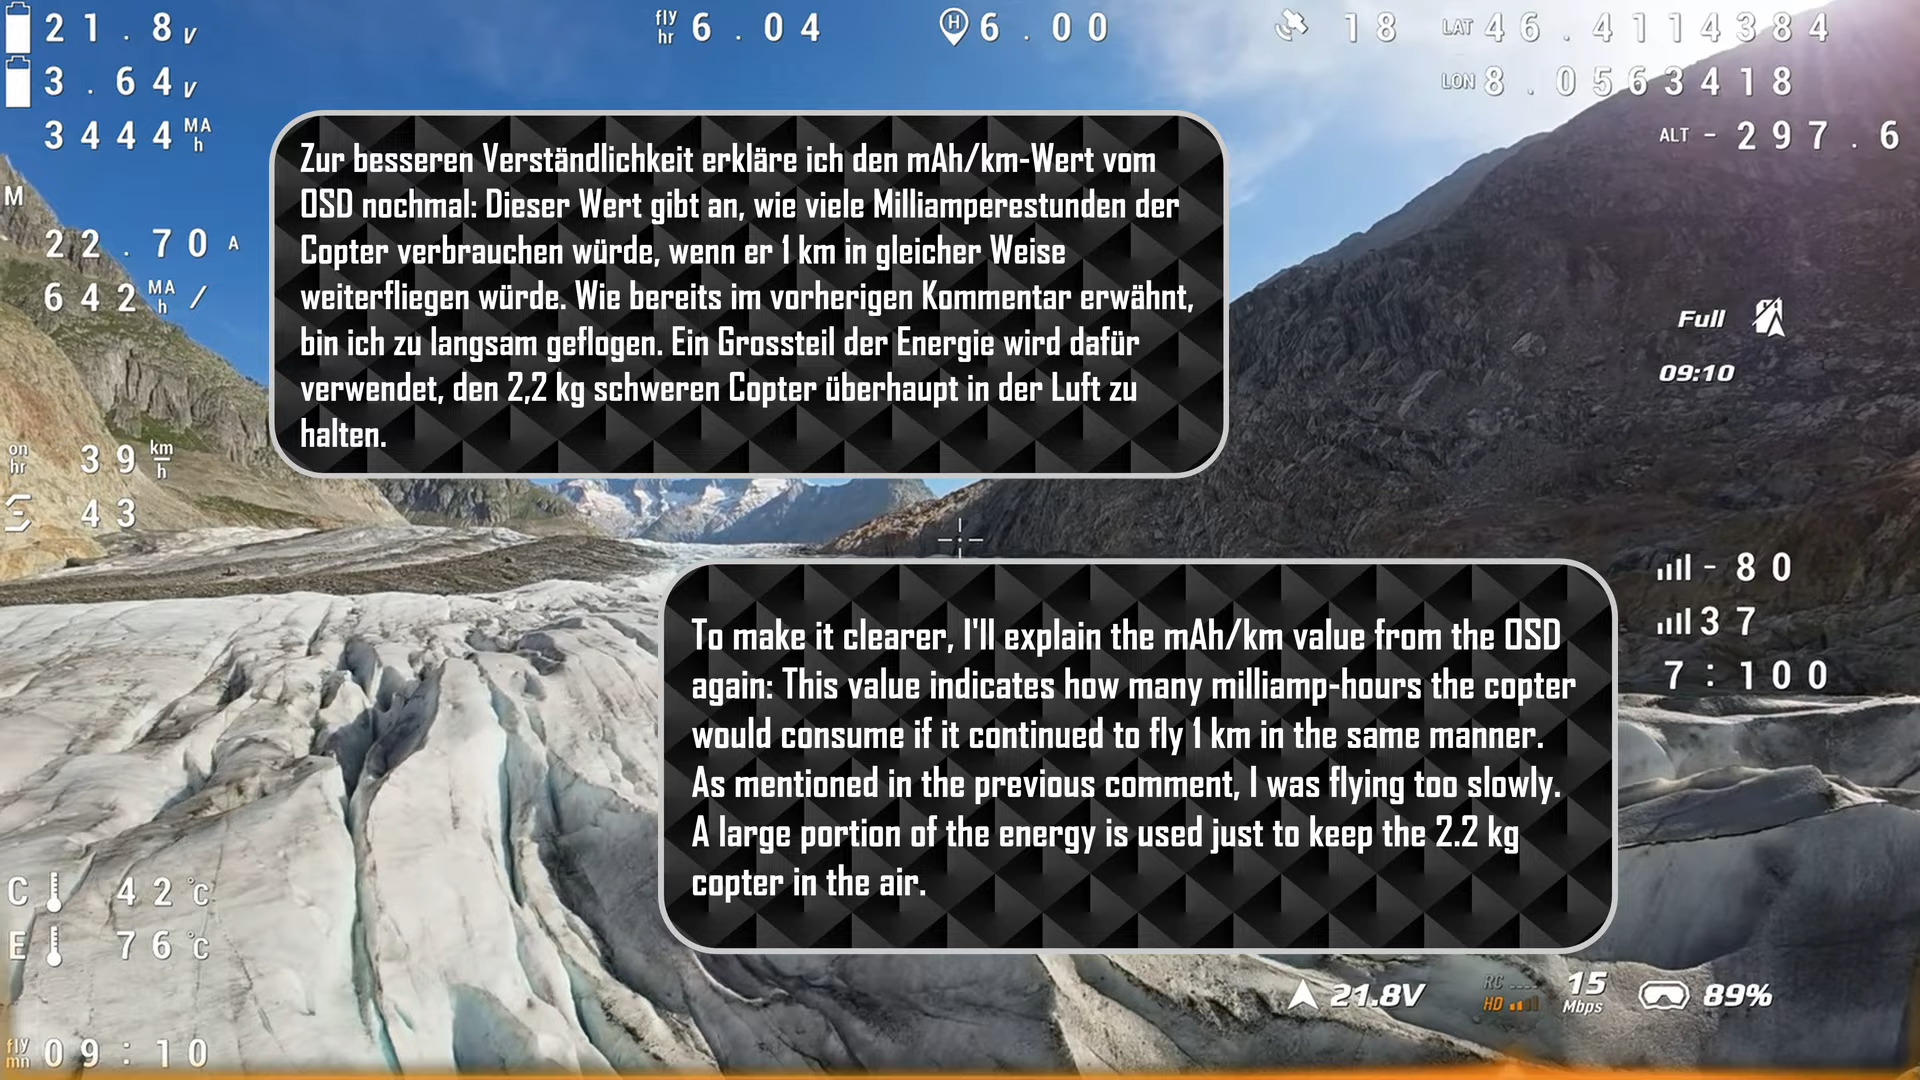 21.8V
fly hr 6.04
H 6.00
18
LAT 46.4114384
3.64V
LON 8.0563418
3444 MA h
ALT -297.6
Zur besseren Verständlichkeit erkläre ich den mAh/km-Wert vom
OSD nochmal: Dieser Wert gibt an, wie viele Milliamperestunden der
Copter verbrauchen würde, wenn er 1 km in gleicher Weise
weiterfliegen würde. Wie bereits im vorherigen Kommentar erwähnt,
bin ich zu langsam geflogen. Ein Grossteil der Energie wird dafür
verwendet, den 2,2 kg schweren Copter überhaupt in der Luft zu
halten.
M
22.70 A
642 MA h /
Full
09:10
on hr 39 km h
43
-80
37
7:100
To make it clearer, I'll explain the mAh/km value from the OSD
again: This value indicates how many milliamp-hours the copter
would consume if it continued to fly 1 km in the same manner.
As mentioned in the previous comment, I was flying too slowly.
A large portion of the energy is used just to keep the 2.2 kg
copter in the air.
C 42 °C
E 76 °C
21.8V
RC
HD
15 Mbps
89%
fly mn 09:10